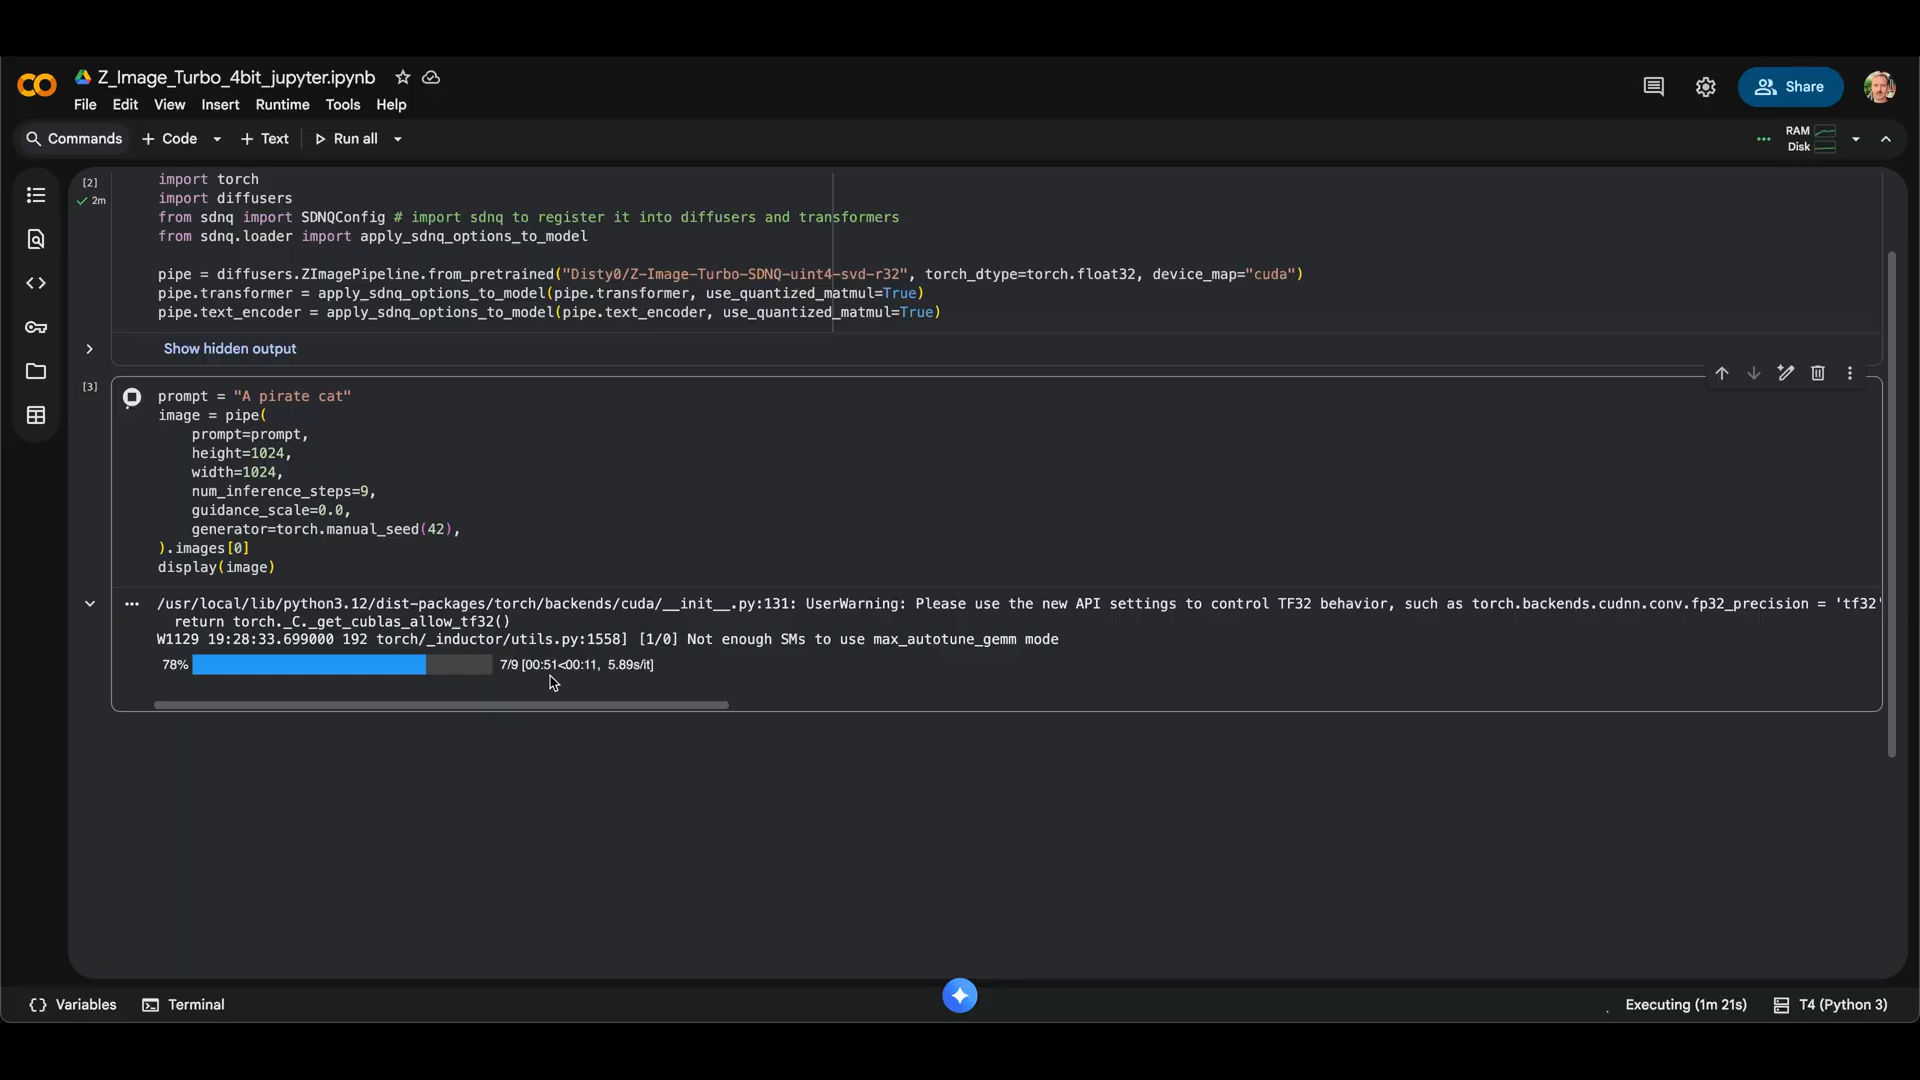 Z_Image_Turbo_4bit_jupyter.ipynb
File Edit View Insert Runtime Tools Help
Share
Commands + Code + Text Run all
RAM
Disk
[2]
2m
import torch
import diffusers
from sdnq import SDNQConfig # import sdnq to register it into diffusers and transformers
from sdnq.loader import apply_sdnq_options_to_model
pipe = diffusers.ZImagePipeline.from_pretrained("Disty0/Z-Image-Turbo-SDNQ-uint4-svd-r32", torch_dtype=torch.float32, device_map="cuda")
pipe.transformer = apply_sdnq_options_to_model(pipe.transformer, use_quantized_matmul=True)
pipe.text_encoder = apply_sdnq_options_to_model(pipe.text_encoder, use_quantized_matmul=True)
Show hidden output
[3]
prompt = "A pirate cat"
image = pipe(
    prompt=prompt,
    height=1024,
    width=1024,
    num_inference_steps=9,
    guidance_scale=0.0,
    generator=torch.manual_seed(42),
).images[0]
display(image)
/usr/local/lib/python3.12/dist-packages/torch/backends/cuda/__init__.py:131: UserWarning: Please use the new API settings to control TF32 behavior, such as torch.backends.cudnn.conv.fp32_precision = 'tf32'
  return torch._C._get_cublas_allow_tf32()
W1129 19:28:33.699000 192 torch/_inductor/utils.py:1558] [1/0] Not enough SMs to use max_autotune_gemm mode
78% 7/9 [00:51<00:11, 5.89s/it]
Variables Terminal
Executing (1m 21s) T4 (Python 3)